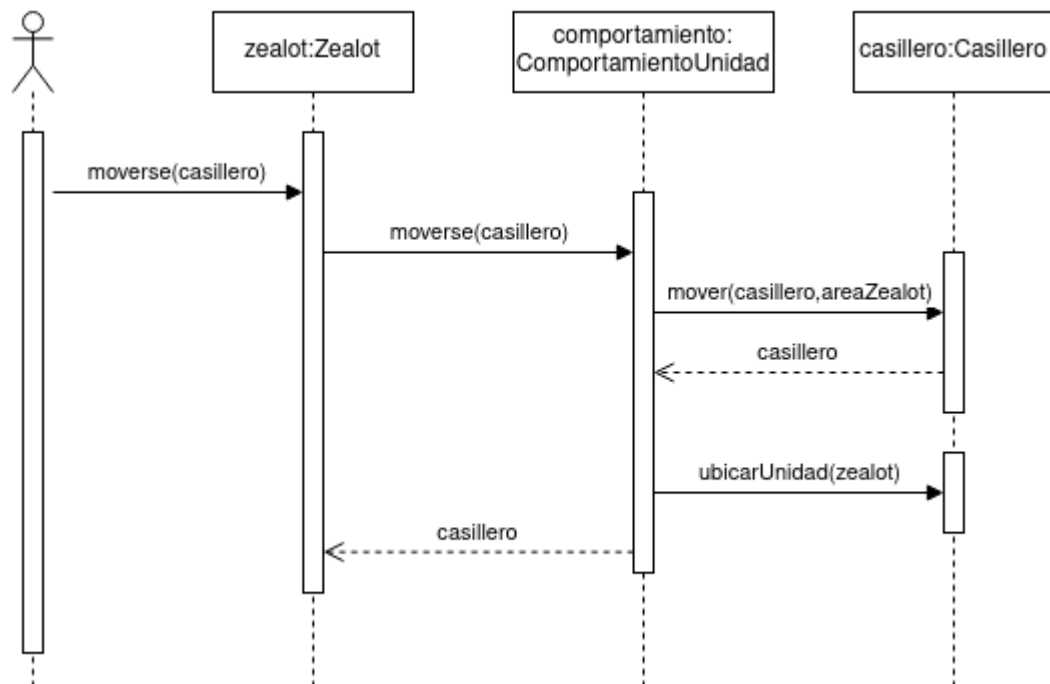 zealot:Zealot
comportamiento:
ComportamientoUnidad
casillero:Casillero
moverse(casillero)
moverse(casillero)
mover(casillero,areaZealot)
casillero
ubicarUnidad(zealot)
casillero